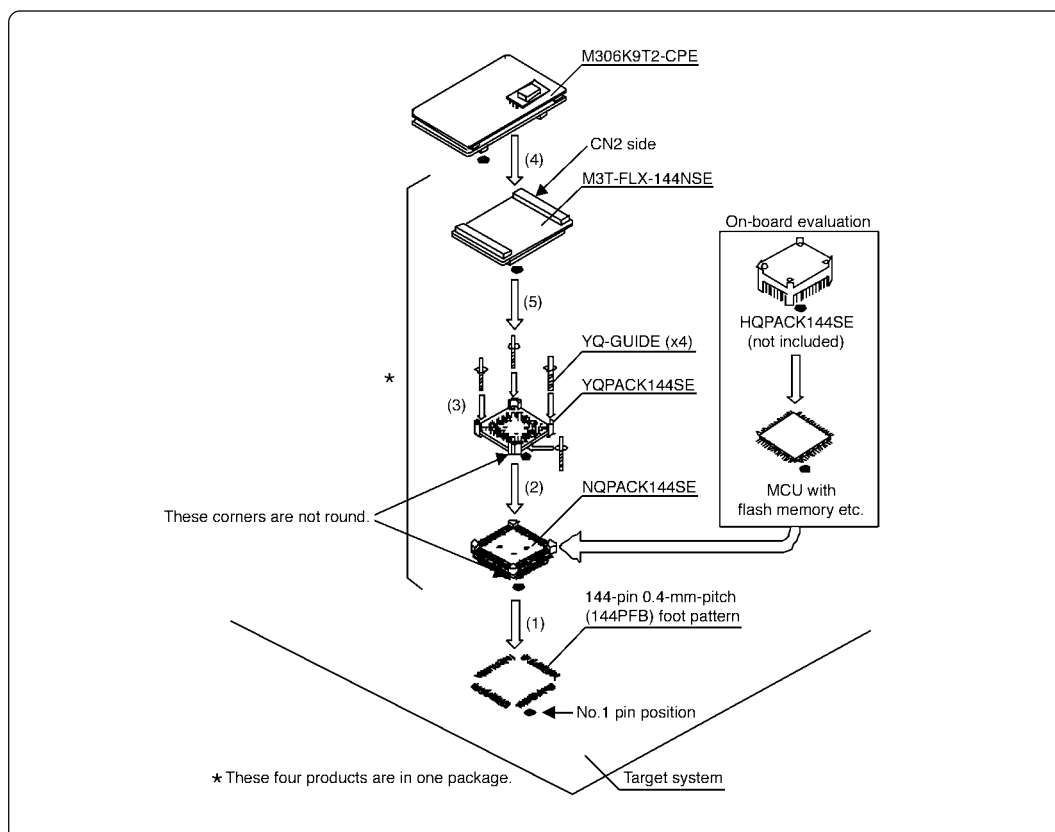 M306K9T2-CPE
(4)
CN2 side
M3T-FLX-144NSE
On-board evaluation
(5)
HQPACK144SE
(not included)
YQ-GUIDE (x4)
YQPACK144SE
*
(3)
(2)
NQPACK144SE
MCU with
flash memory etc.
These corners are not round.
144-pin 0.4-mm-pitch
(144PFB) foot pattern
(1)
No.1 pin position
* These four products are in one package.
Target system